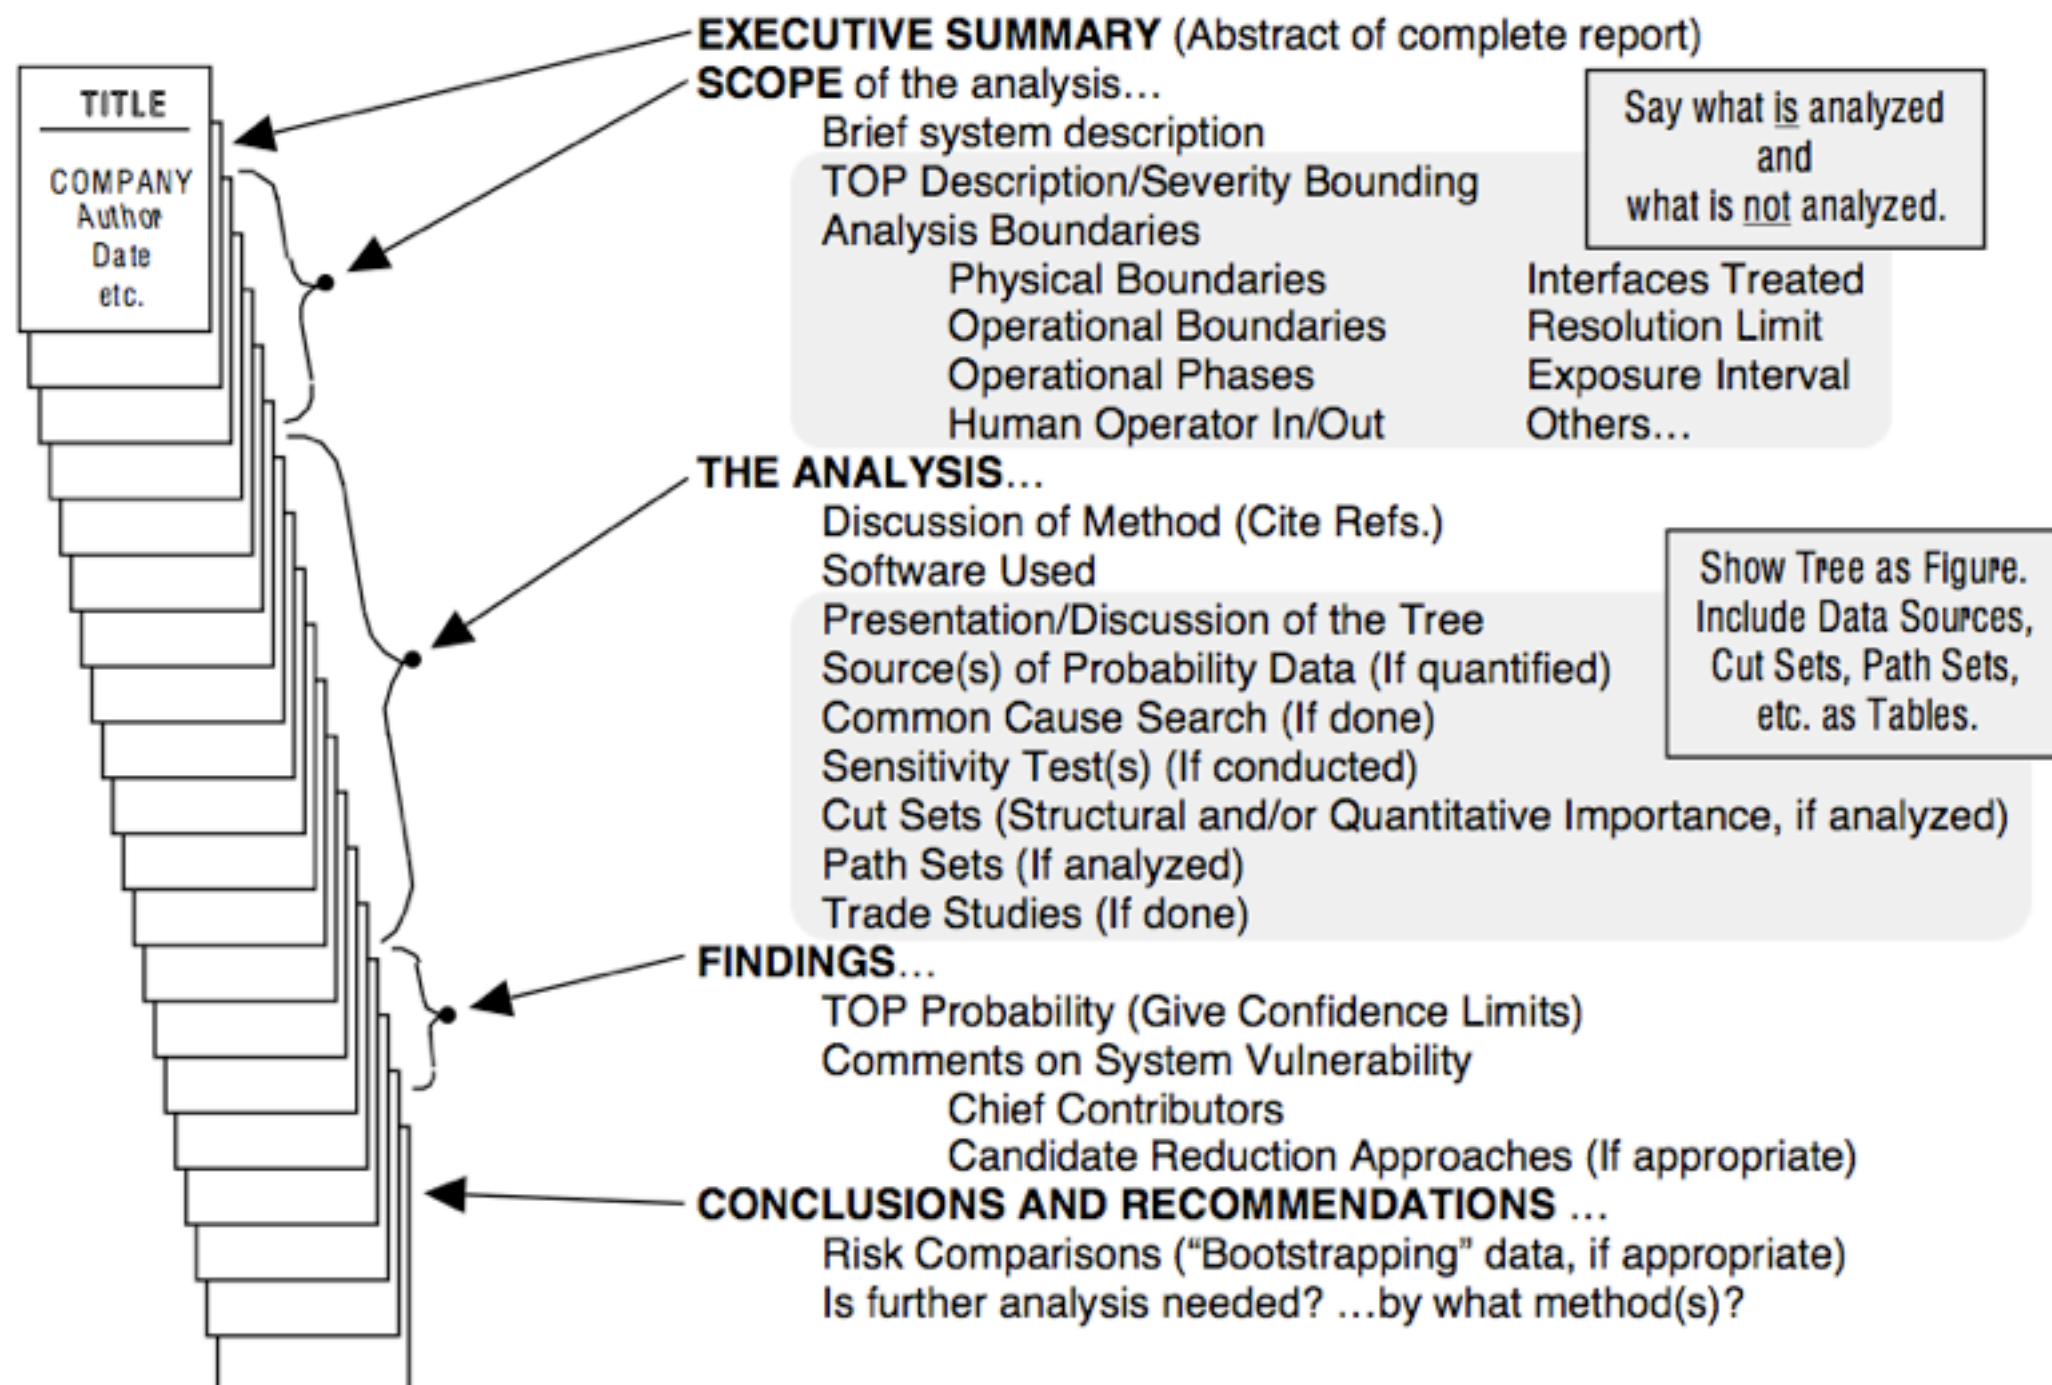 TITLE
COMPANY
Author
Date
etc.
EXECUTIVE SUMMARY (Abstract of complete report)
SCOPE of the analysis…
Brief system description
TOP Description/Severity Bounding
Analysis Boundaries
Physical Boundaries
Operational Boundaries
Operational Phases
Human Operator In/Out
Interfaces Treated
Resolution Limit
Exposure Interval
Others…
Say what is analyzed
and
what is not analyzed.
THE ANALYSIS…
Discussion of Method (Cite Refs.)
Software Used
Presentation/Discussion of the Tree
Source(s) of Probability Data (If quantified)
Common Cause Search (If done)
Sensitivity Test(s) (If conducted)
Cut Sets (Structural and/or Quantitative Importance, if analyzed)
Path Sets (If analyzed)
Trade Studies (If done)
Show Tree as Figure.
Include Data Sources,
Cut Sets, Path Sets,
etc. as Tables.
FINDINGS…
TOP Probability (Give Confidence Limits)
Comments on System Vulnerability
Chief Contributors
Candidate Reduction Approaches (If appropriate)
CONCLUSIONS AND RECOMMENDATIONS …
Risk Comparisons (“Bootstrapping” data, if appropriate)
Is further analysis needed? …by what method(s)?